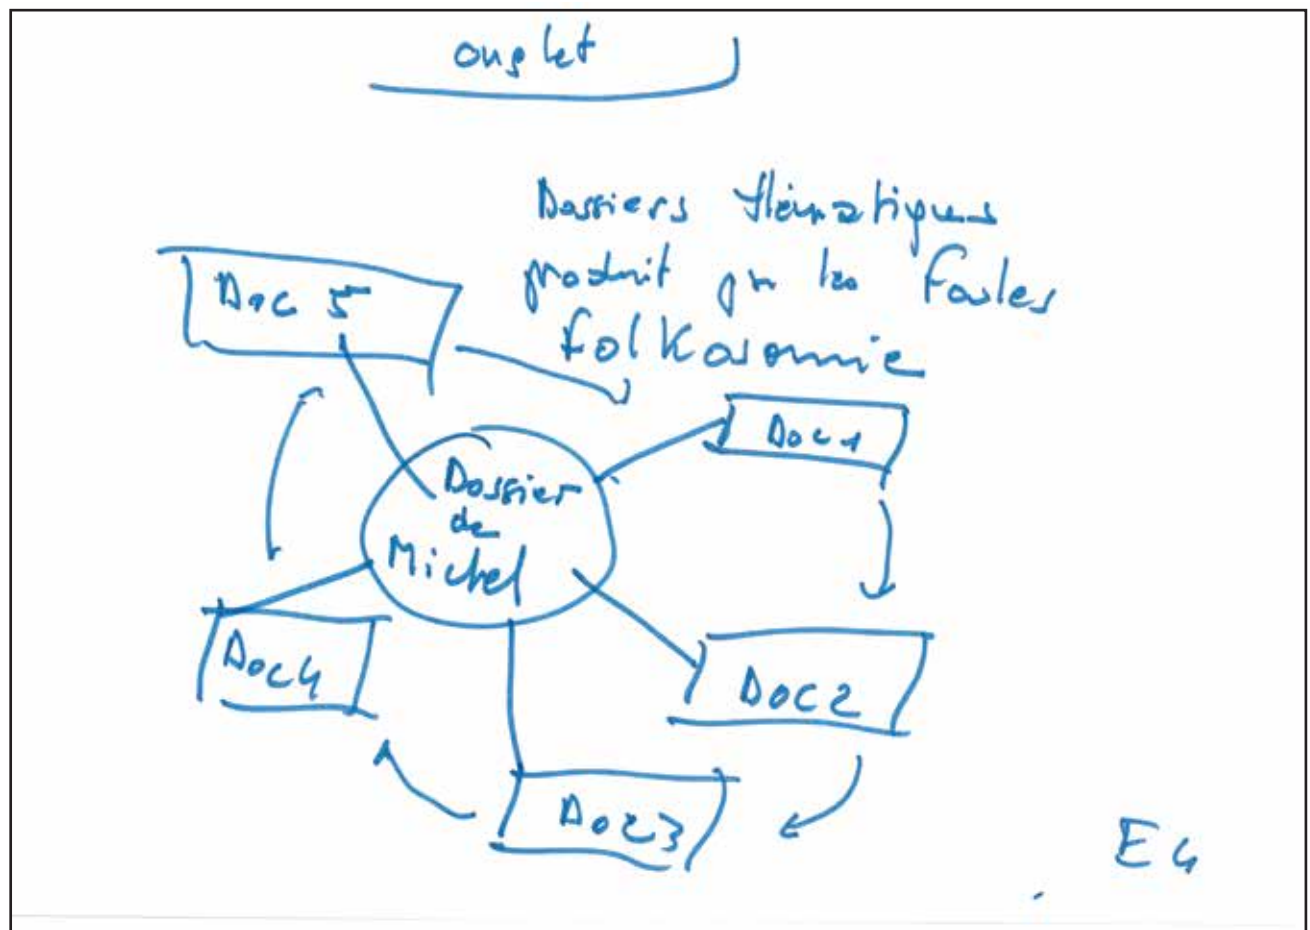 onglet
Dossiers thématiques
produit par les Foules
Folkosonnie
Doc 5
Doc 1
Dossier
de
Michel
Doc 4
Doc 2
Doc 3
E4